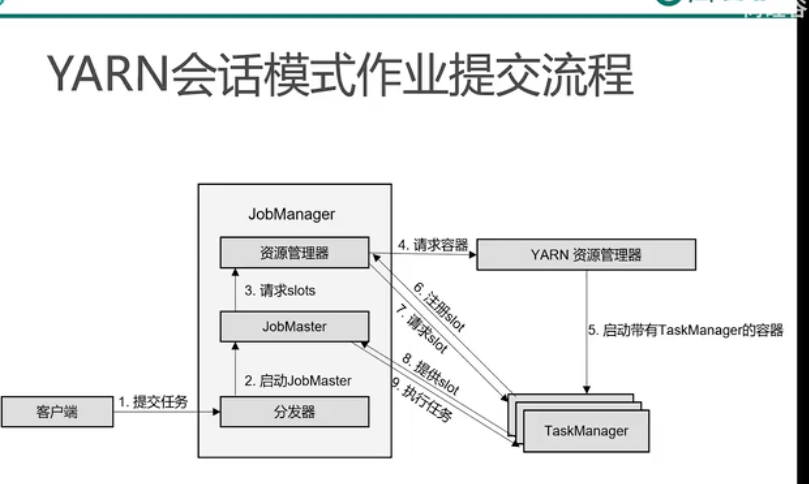 YARN会话模式作业提交流程
JobManager
资源管理器
4. 请求容器
YARN 资源管理器
3. 请求slots
6. 注册slot
7. 请求slot
5. 启动带有TaskManager的容器
JobMaster
8. 提供slot
9. 执行任务
2. 启动JobMaster
客户端
1. 提交任务
分发器
TaskManager